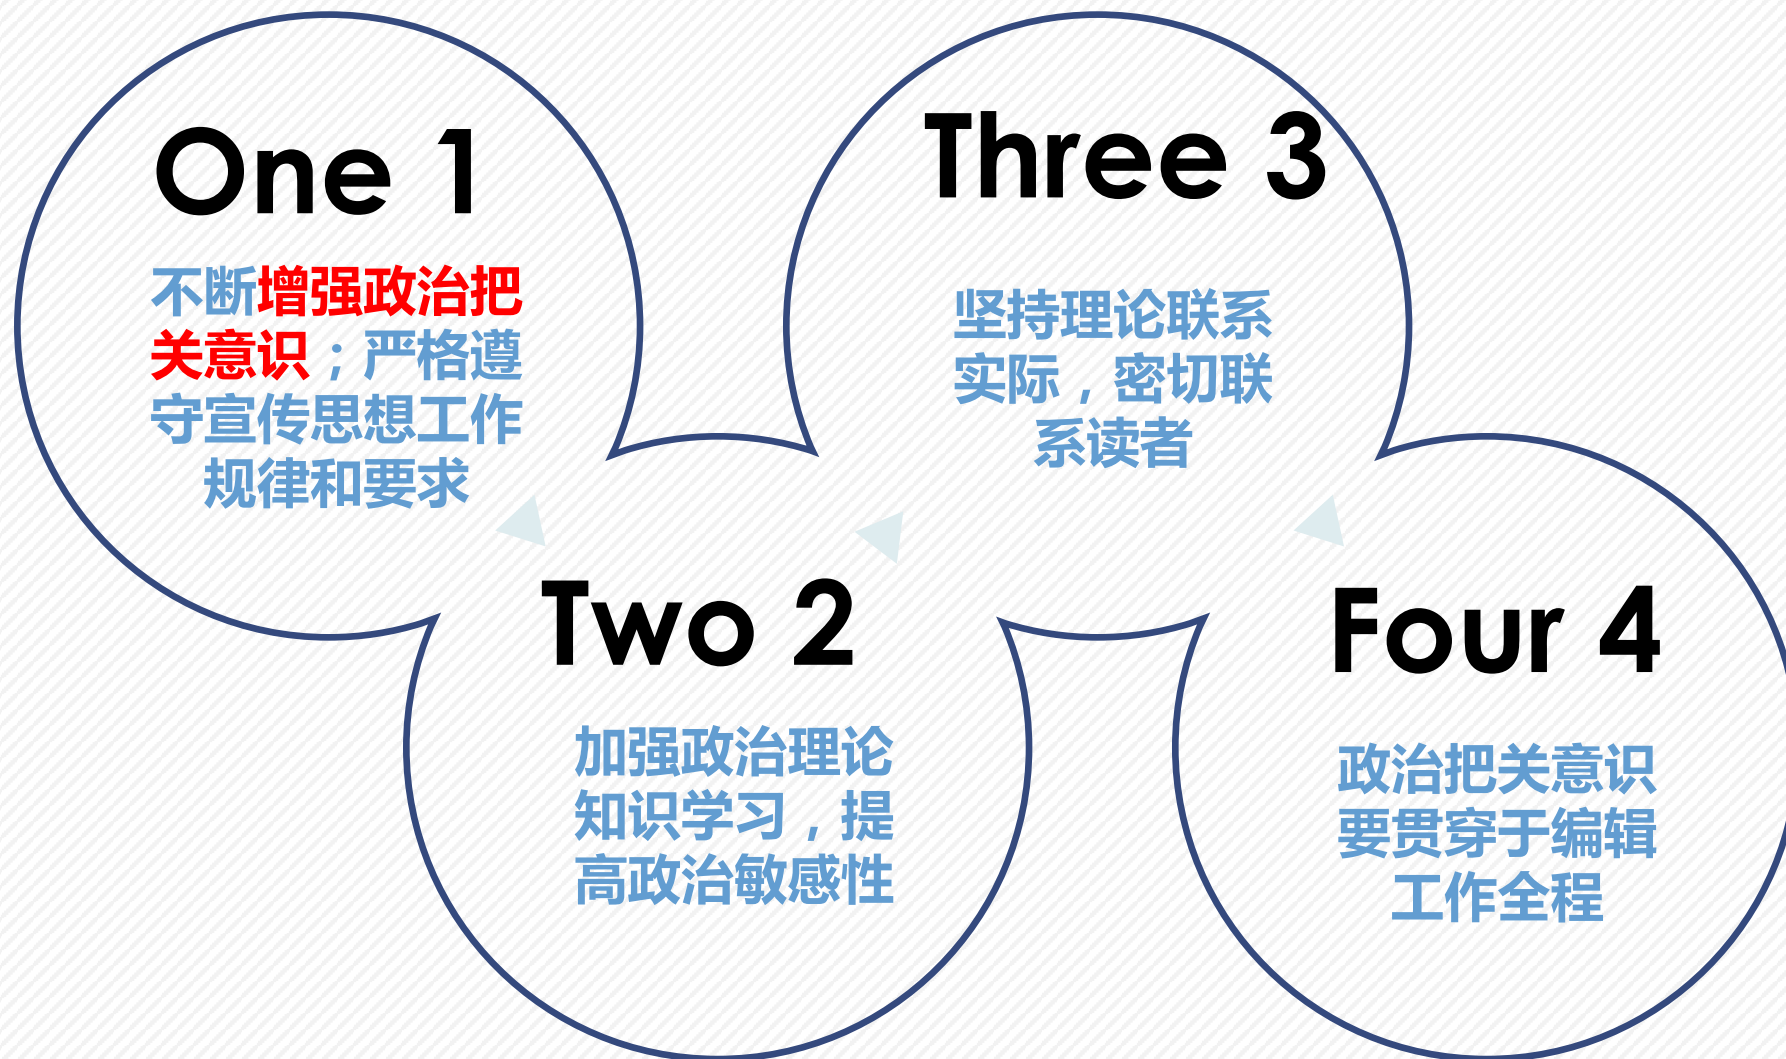 One 1
不断增强政治把
关意识；严格遵
守宣传思想工作
规律和要求
Two 2
加强政治理论
知识学习，提
高政治敏感性
Three 3
坚持理论联系
实际，密切联
系读者
Four 4
政治把关意识
要贯穿于编辑
工作全程